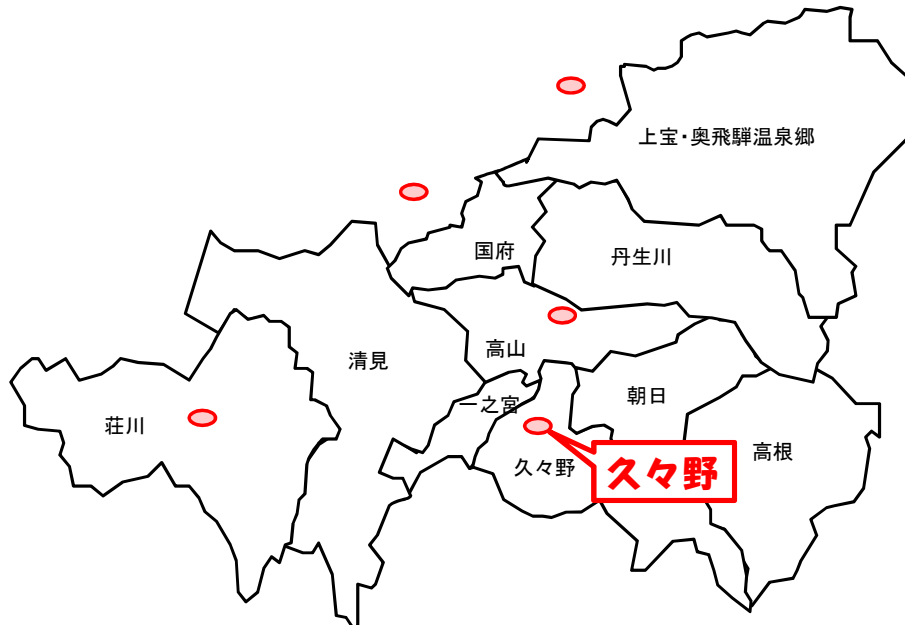 上宝・奥飛騨温泉郷
国府
丹生川
高山
清見
朝日
一之宮
荘川
高根
久々野
久々野